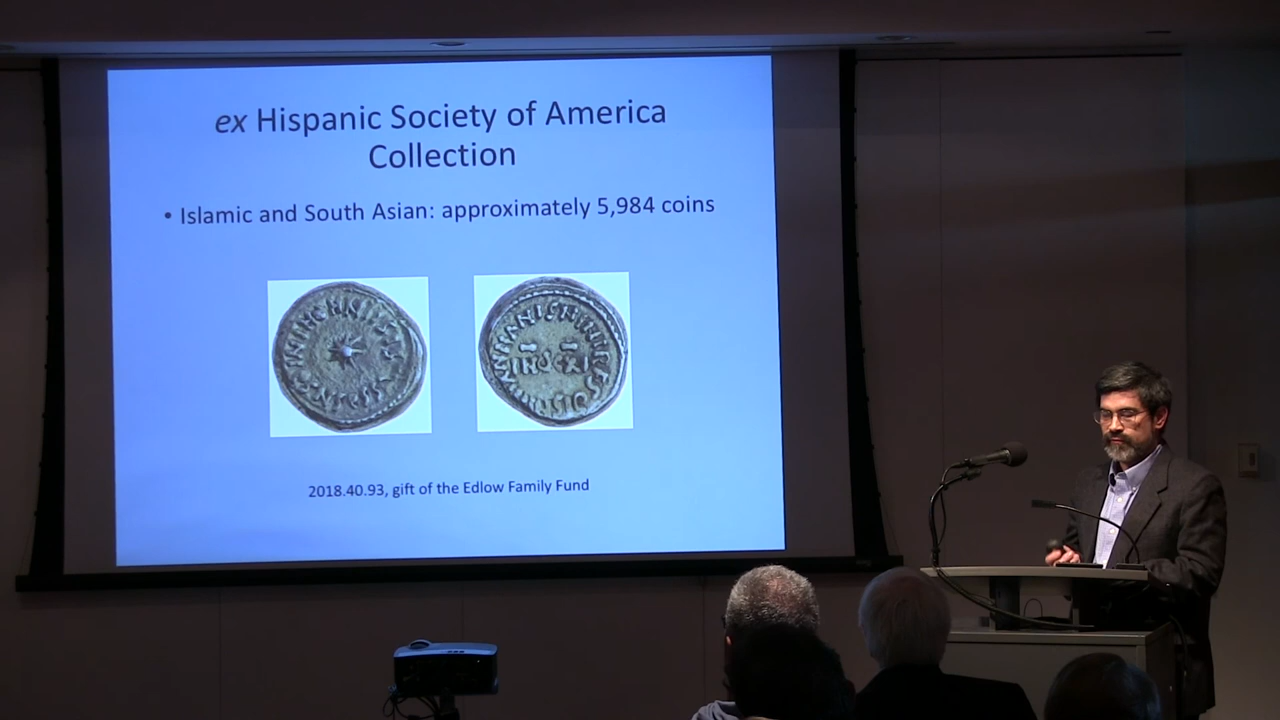 ex Hispanic Society of America
Collection
• Islamic and South Asian: approximately 5,984 coins
2018.40.93, gift of the Edlow Family Fund